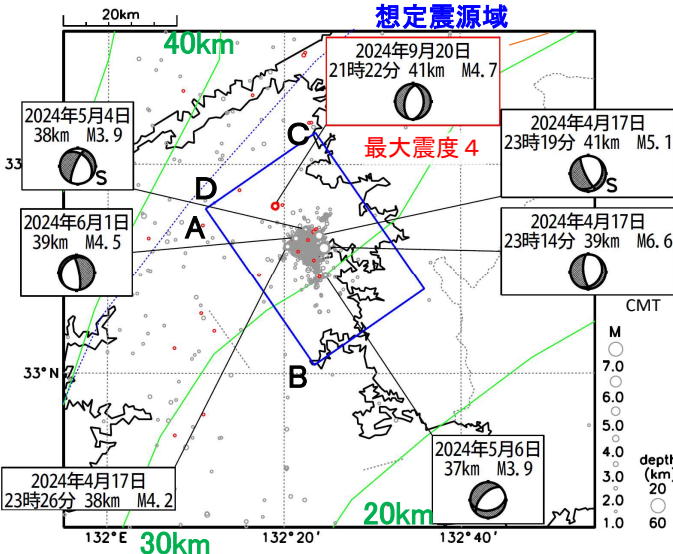 20km
想定震源域
40km
2024年9月20日
21時22分 41km M4.7
最大震度４
2024年5月4日
38km M3.9
S
2024年4月17日
23時19分 41km M5.1
S
2024年6月1日
39km M4.5
2024年4月17日
23時14分 39km M6.6
CMT
C
D
A
B
33
33°N
M
7.0
6.0
5.0
4.0
3.0
2.0
1.0
depth
(km)
20
60
2024年4月17日
23時26分 38km M4.2
2024年5月6日
37km M3.9
20km
132°E
30km
132°20'
132°40'